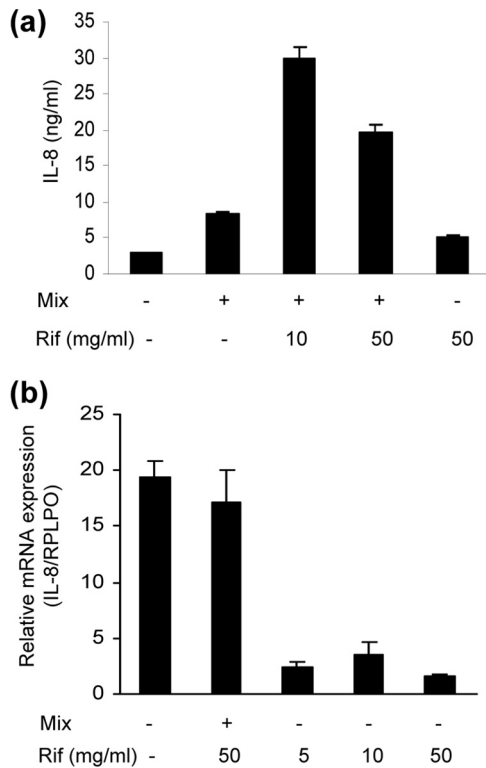 (a)
35
30
25
20
15
10
5
0
IL-8 (ng/ml)
Mix - + + + -
Rif (mg/ml) - - 10 50 50
(b)
25
20
15
10
5
0
Relative mRNA expression
(IL-8/RPLPO)
Mix - + - - -
Rif (mg/ml) - 50 5 10 50